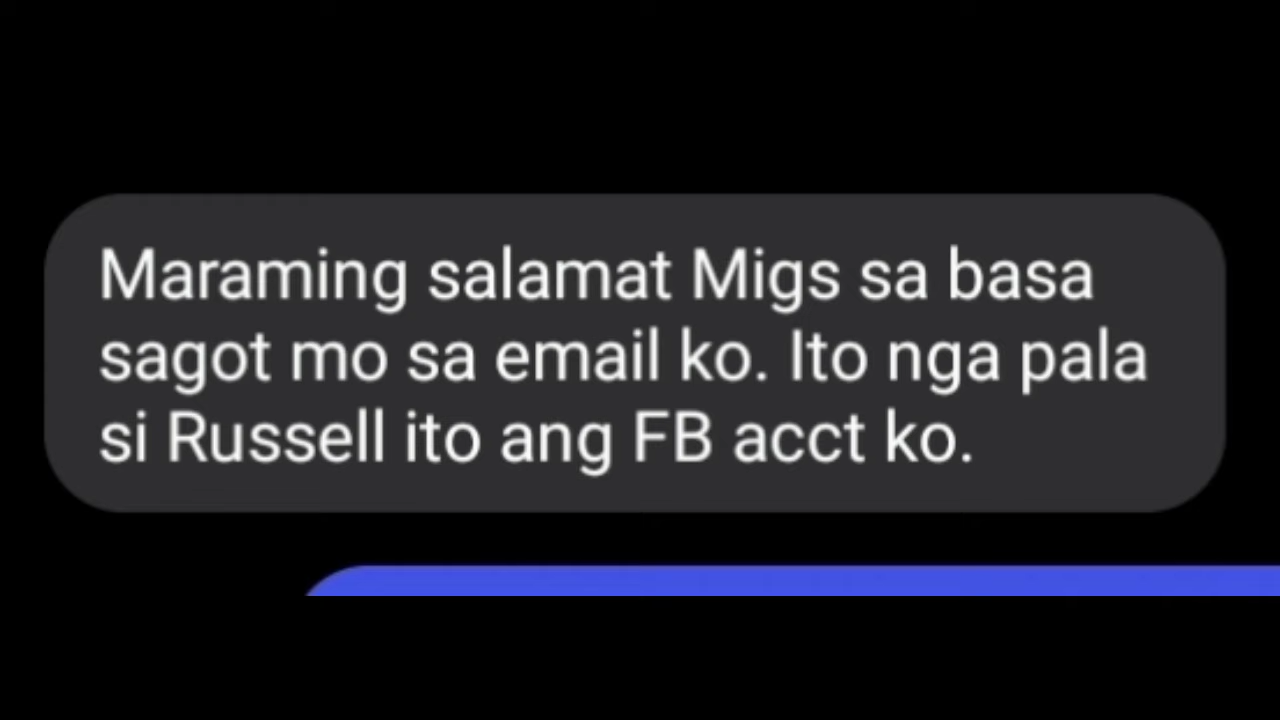 Maraming salamat Migs sa basa
sagot mo sa email ko. Ito nga pala
si Russell ito ang FB acct ko.